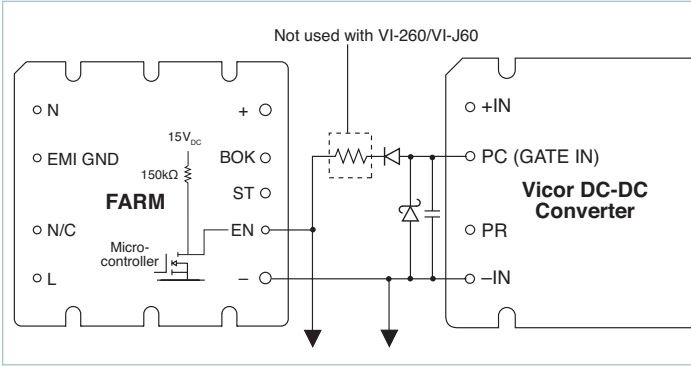 Not used with VI-260/VI-J60
N
EMI GND
N/C
L
15VDC
150kΩ
FARM
Micro-
controller
+
BOK
ST
EN
–
+IN
PC (GATE IN)
Vicor DC-DC
Converter
PR
–IN